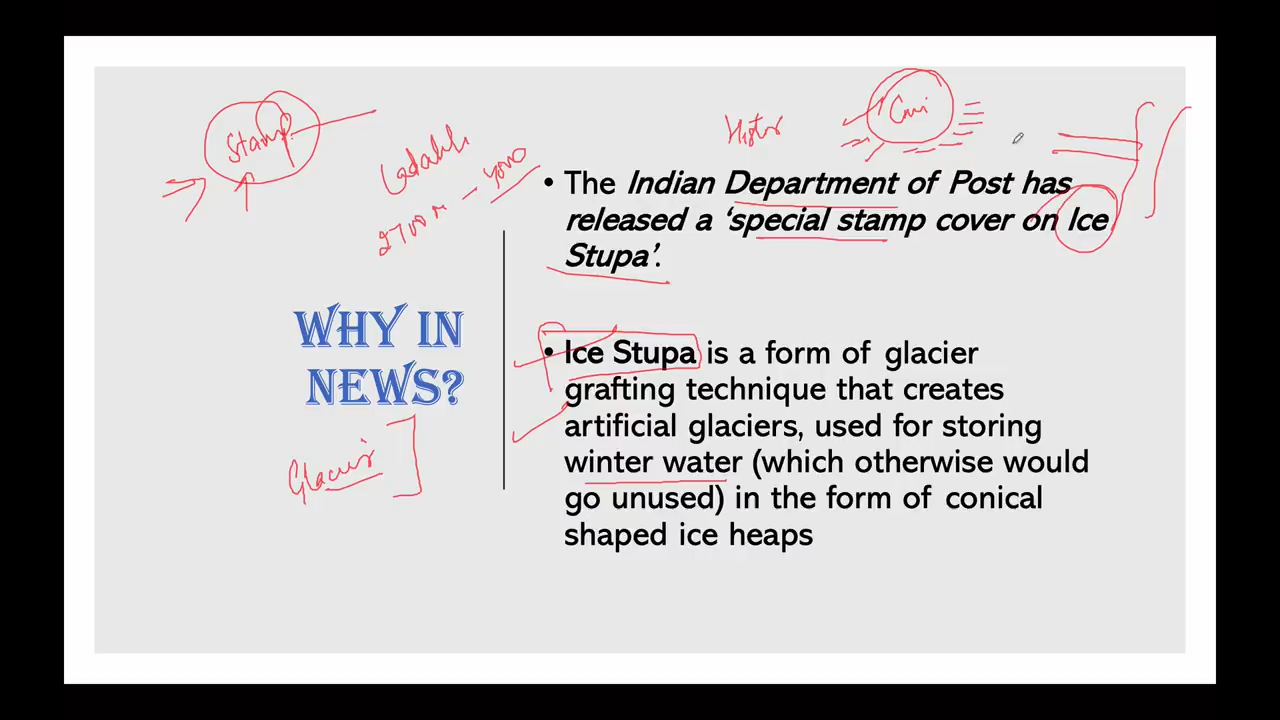 Stamp
Ladakh
2700 m - 4000
• The Indian Department of Post has
released a ‘special stamp cover on Ice
Stupa’.
WHY IN
NEWS?
• Ice Stupa is a form of glacier
grafting technique that creates
artificial glaciers, used for storing
winter water (which otherwise would
go unused) in the form of conical
shaped ice heaps